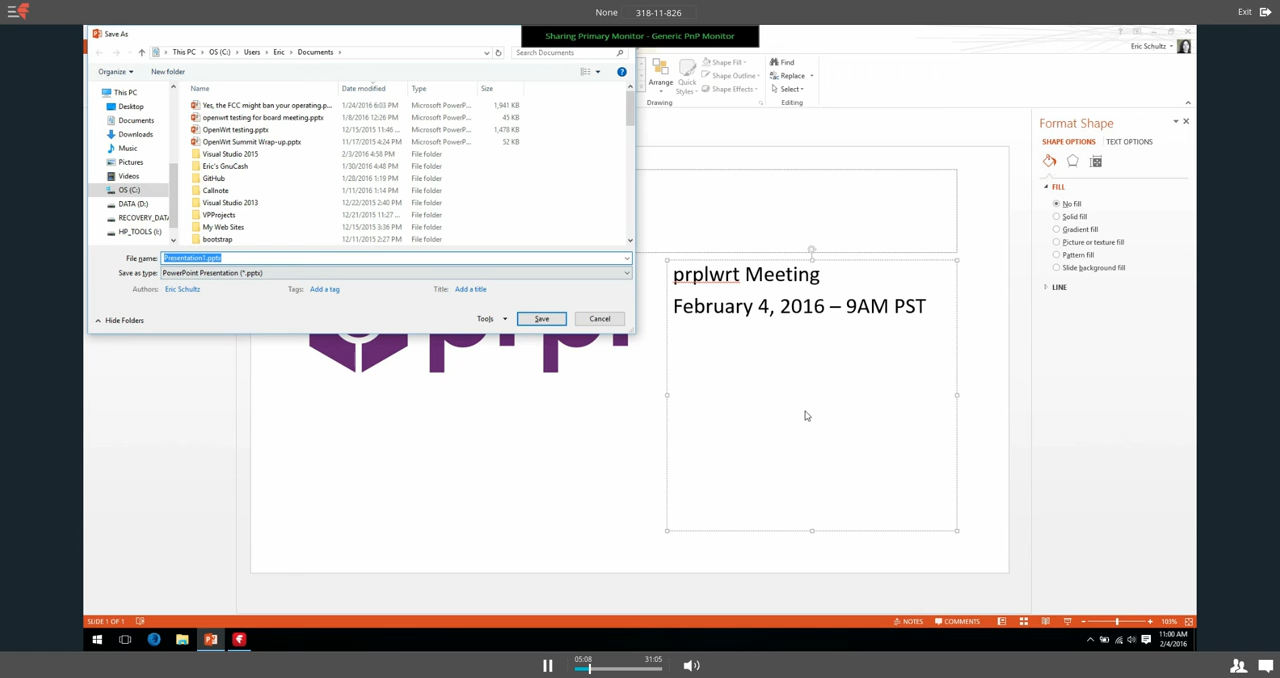 None 318-11-826 Exit
Sharing Primary Monitor - Generic PnP Monitor
Save As
This PC › OS (C:) › Users › Eric › Documents ›
Search Documents
Eric Schultz
Organize New folder
Name Date modified Type Size
This PC
Desktop
Documents
Downloads
Music
Pictures
Videos
OS (C:)
DATA (D:)
RECOVERY_DATA
HP_TOOLS (I:)
Yes, the FCC might ban your operating.p... 1/24/2016 6:03 PM Microsoft PowerP... 1,941 KB
openwrt testing for board meeting.pptx 1/8/2016 12:26 PM Microsoft PowerP... 45 KB
OpenWrt testing.pptx 12/15/2015 11:46 ... Microsoft PowerP... 1,478 KB
OpenWrt Summit Wrap-up.pptx 11/17/2015 4:24 PM Microsoft PowerP... 52 KB
Visual Studio 2015 2/3/2016 4:58 PM File folder
Eric's GnuCash 1/30/2016 4:48 PM File folder
GitHub 1/28/2016 1:19 PM File folder
Callnote 1/11/2016 1:14 PM File folder
Visual Studio 2013 12/22/2015 2:40 PM File folder
VPProjects 12/21/2015 11:27 ... File folder
My Web Sites 12/15/2015 3:36 PM File folder
bootstrap 12/11/2015 2:27 PM File folder
File name: Presentation1.pptx
Save as type: PowerPoint Presentation (*.pptx)
Authors: Eric Schultz Tags: Add a tag Title: Add a title
Hide Folders Tools Save Cancel
Arrange
Quick
Styles
Shape Fill
Shape Outline
Shape Effects
Drawing
Find
Replace
Select
Editing
prplwrt Meeting
February 4, 2016 – 9AM PST
prpl
Format Shape
SHAPE OPTIONS TEXT OPTIONS
FILL
No fill
Solid fill
Gradient fill
Picture or texture fill
Pattern fill
Slide background fill
LINE
SLIDE 1 OF 1 NOTES COMMENTS 103%
11:00 AM
2/4/2016
05:08 31:05